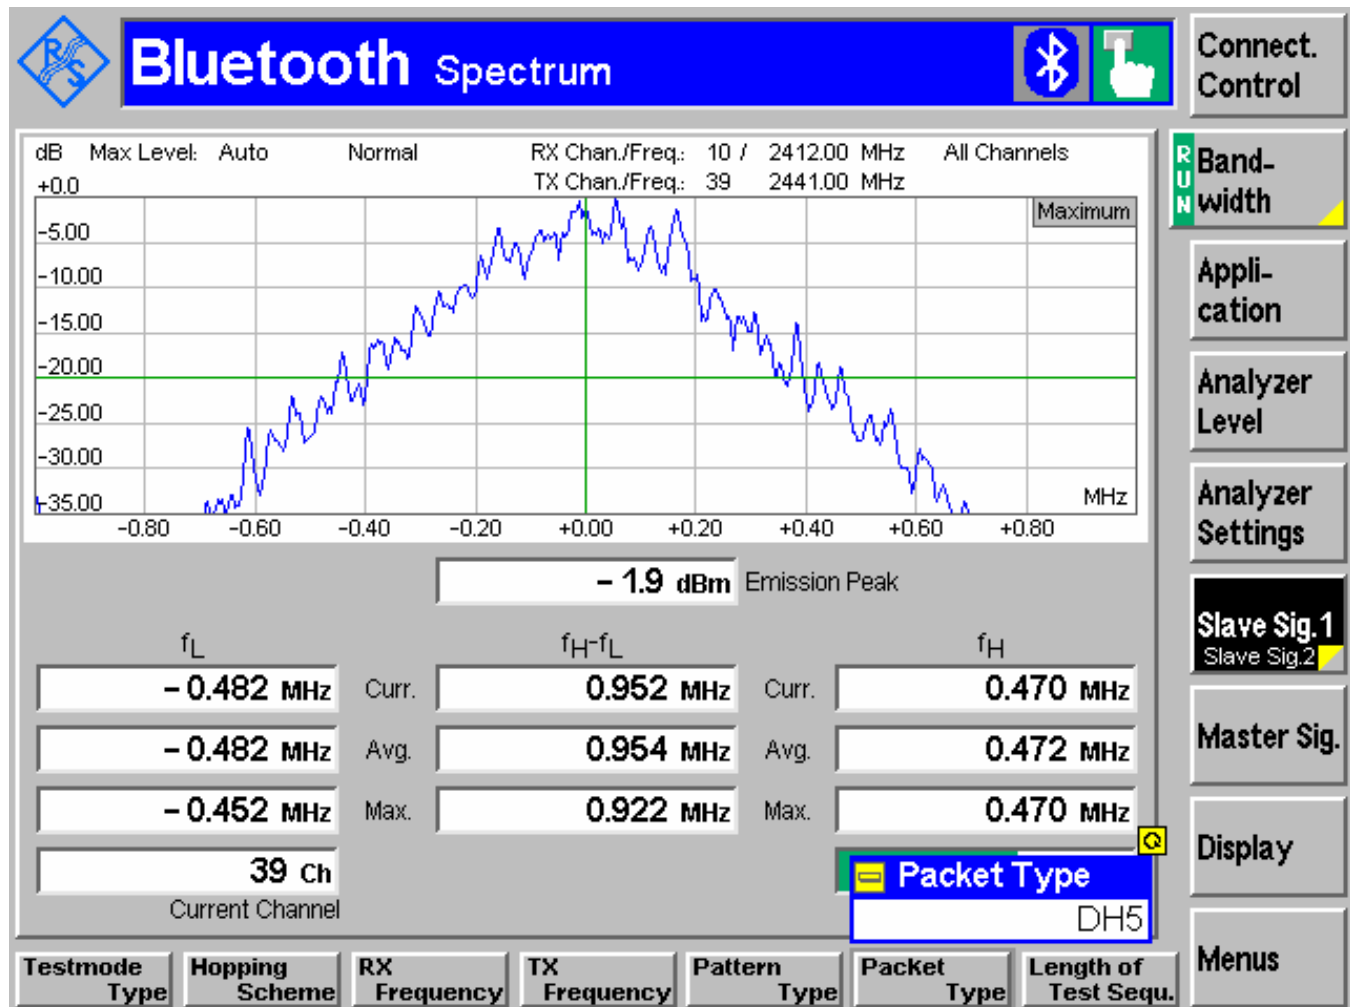 R S
Bluetooth Spectrum
Connect.
Control
dB Max Level: Auto Normal RX Chan./Freq.: 10 / 2412.00 MHz All Channels
+0.0 TX Chan./Freq.: 39 2441.00 MHz
Maximum
-5.00
-10.00
-15.00
-20.00
-25.00
-30.00
-35.00
MHz
-0.80 -0.60 -0.40 -0.20 +0.00 +0.20 +0.40 +0.60 +0.80
- 1.9 dBm Emission Peak
fL fH-fL fH
- 0.482 MHz Curr. 0.952 MHz Curr. 0.470 MHz
- 0.482 MHz Avg. 0.954 MHz Avg. 0.472 MHz
- 0.452 MHz Max. 0.922 MHz Max. 0.470 MHz
39 Ch
Current Channel
Packet Type
DH5
RUN
Band-
width
Appli-
cation
Analyzer
Level
Analyzer
Settings
Slave Sig.1
Slave Sig.2
Master Sig.
Display
Menus
Testmode
Type
Hopping
Scheme
RX
Frequency
TX
Frequency
Pattern
Type
Packet
Type
Length of
Test Sequ.